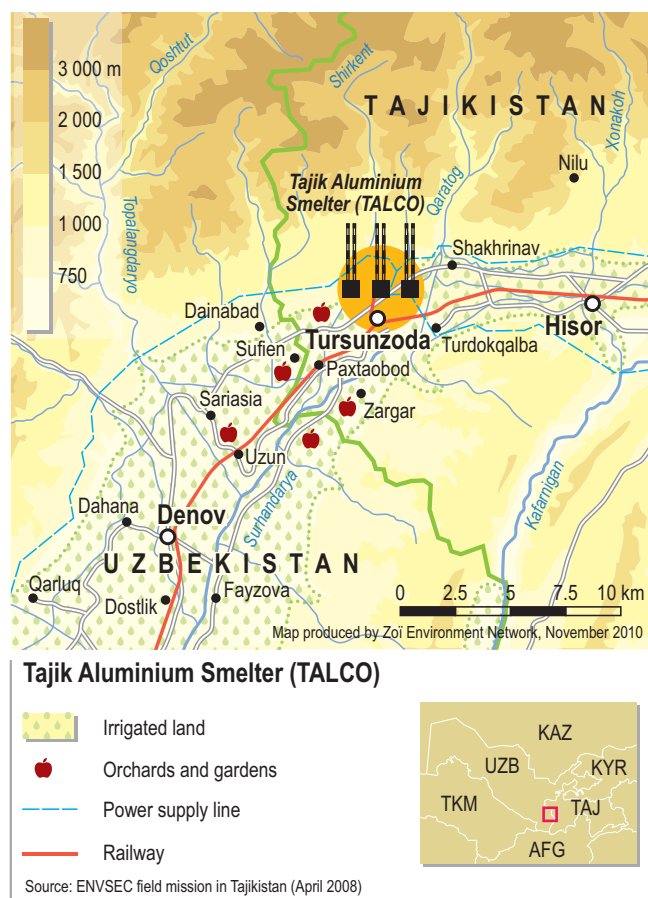 3 000 m
2 000
1 500
1 000
750
Qoshtut
Shirkent
TAJIKISTAN
Xonakoh
Nilu
Topalangdaryo
Tajik Aluminium
Smelter (TALCO)
Qaratog
Shakhrinav
Dainabad
Tursunzoda
Hisor
Turdokqalba
Sufien
Paxtaobod
Sariasia
Zargar
Uzun
Surhandarya
Kafarnigan
Dahana
Denov
UZBEKISTAN
Qarluq
Dostlik
Fayzova
0 2.5 5 7.5 10 km
Map produced by Zoï Environment Network, November 2010
Tajik Aluminium Smelter (TALCO)
Irrigated land
Orchards and gardens
Power supply line
Railway
KAZ
UZB
KYR
TKM
TAJ
AFG
Source: ENVSEC field mission in Tajikistan (April 2008)